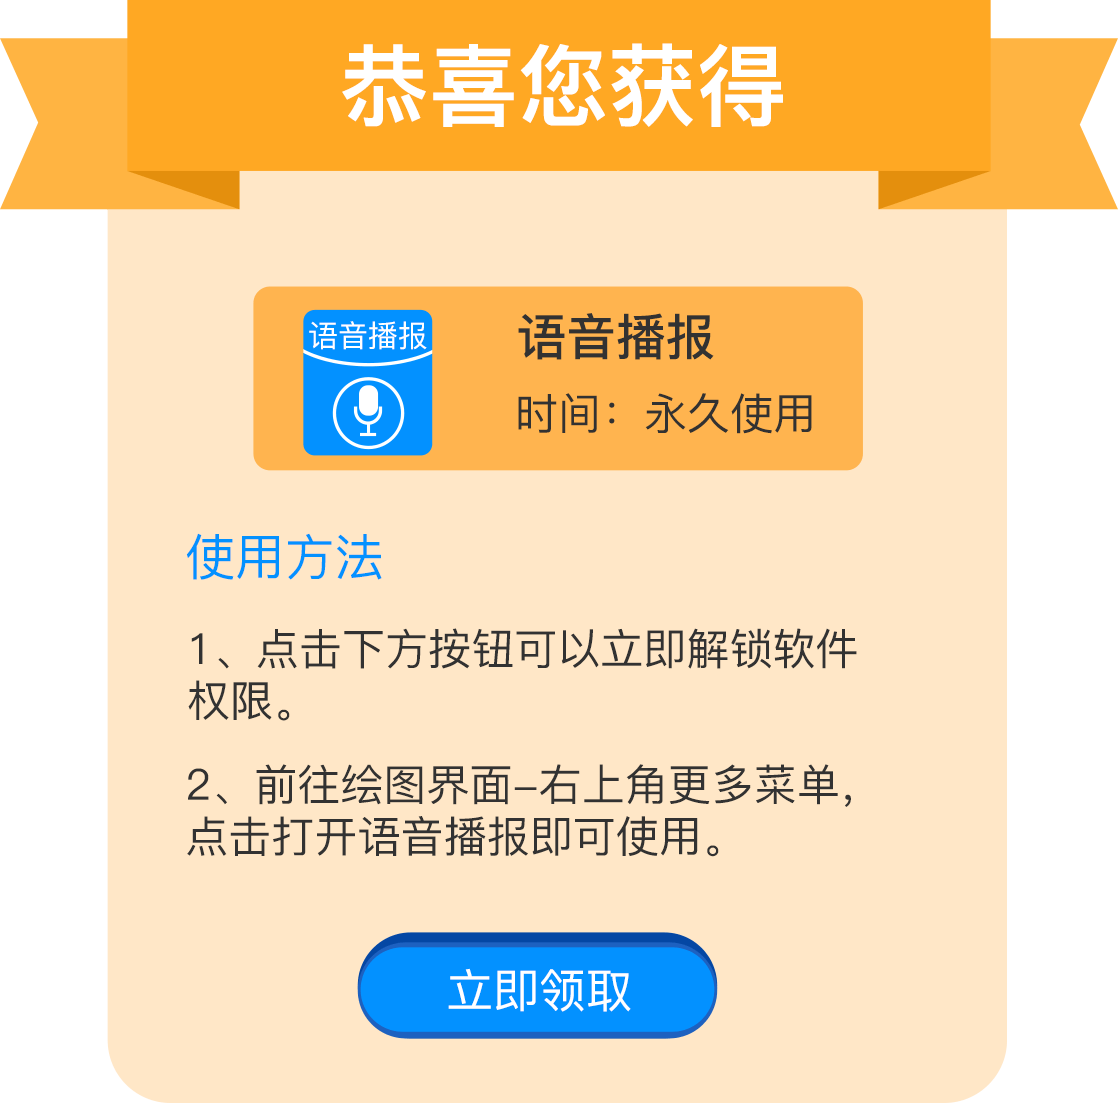 恭喜您获得
语音播报
语音播报
时间：永久使用
使用方法
1、点击下方按钮可以立即解锁软件
权限。
2、前往绘图界面-右上角更多菜单，
点击打开语音播报即可使用。
立即领取